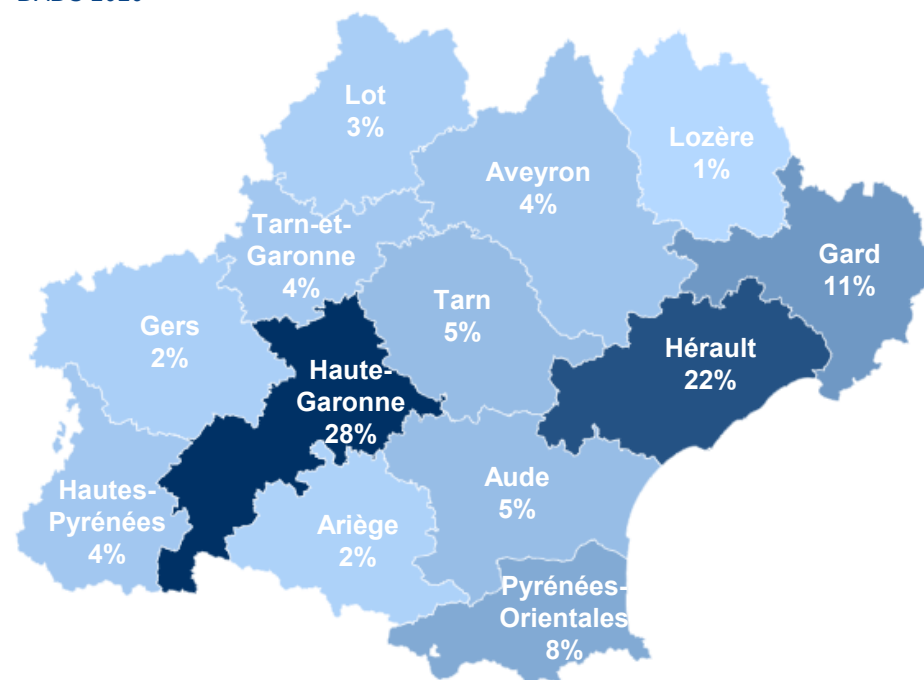 Lot
3%
Lozère
1%
Aveyron
4%
Tarn-et-
Garonne
4%
Gard
11%
Tarn
5%
Gers
2%
Hérault
22%
Haute-
Garonne
28%
Aude
5%
Hautes-
Pyrénées
4%
Ariège
2%
Pyrénées-
Orientales
8%